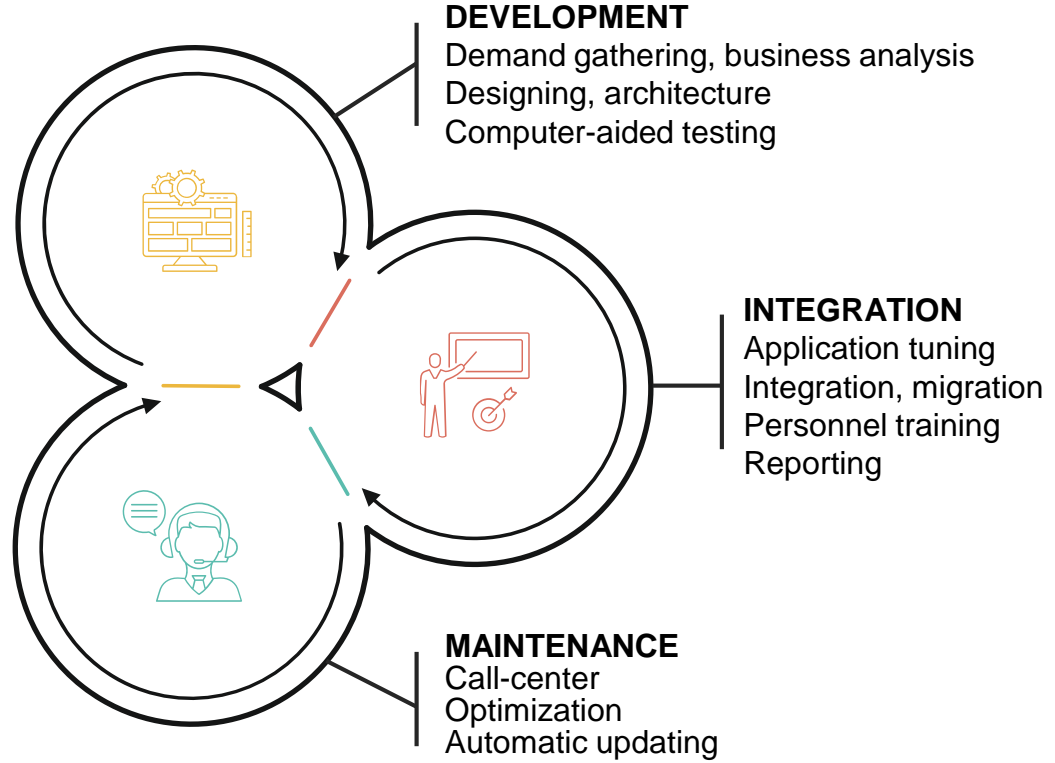 DEVELOPMENT
Demand gathering, business analysis
Designing, architecture
Computer-aided testing
INTEGRATION
Application tuning
Integration, migration
Personnel training
Reporting
MAINTENANCE
Call-center
Optimization
Automatic updating